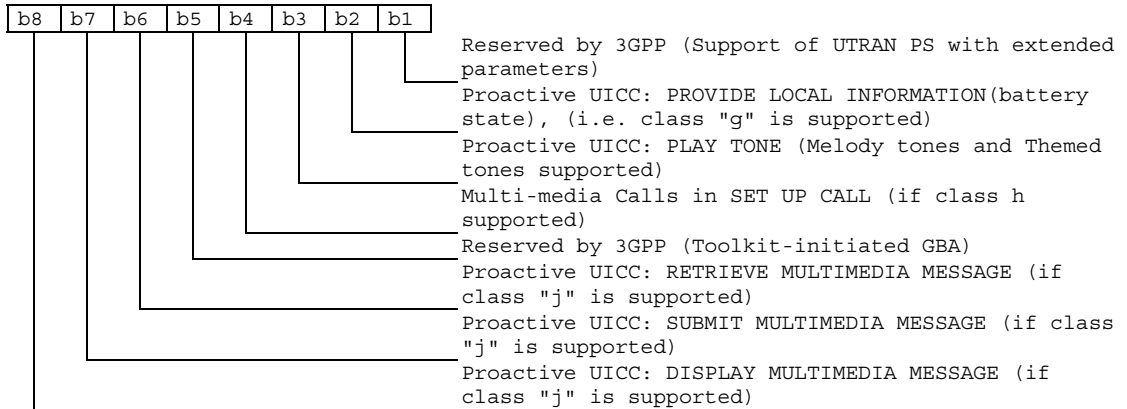 b8 b7 b6 b5 b4 b3 b2 b1
Reserved by 3GPP (Support of UTRAN PS with extended
parameters)
Proactive UICC: PROVIDE LOCAL INFORMATION(battery
state), (i.e. class "g" is supported)
Proactive UICC: PLAY TONE (Melody tones and Themed
tones supported)
Multi-media Calls in SET UP CALL (if class h
supported)
Reserved by 3GPP (Toolkit-initiated GBA)
Proactive UICC: RETRIEVE MULTIMEDIA MESSAGE (if
class "j" is supported)
Proactive UICC: SUBMIT MULTIMEDIA MESSAGE (if class
"j" is supported)
Proactive UICC: DISPLAY MULTIMEDIA MESSAGE (if
class "j" is supported)